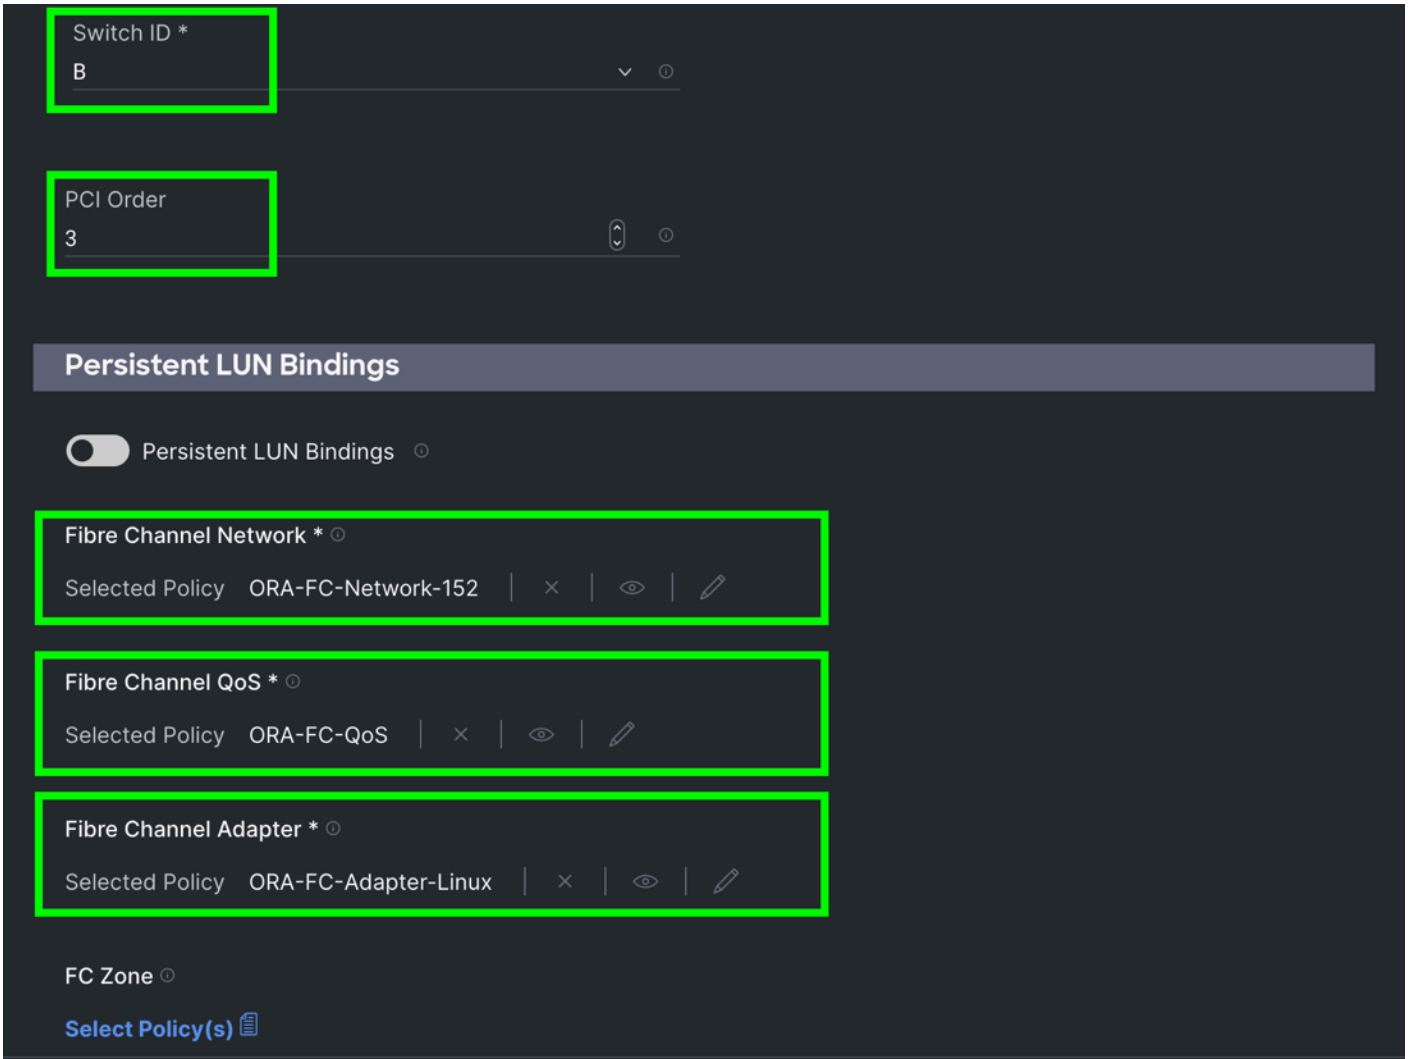 Switch ID *
B
PCI Order
3
Persistent LUN Bindings
Persistent LUN Bindings
Fibre Channel Network *
Selected Policy ORA-FC-Network-152
Fibre Channel QoS *
Selected Policy ORA-FC-QoS
Fibre Channel Adapter *
Selected Policy ORA-FC-Adapter-Linux
FC Zone
Select Policy(s)